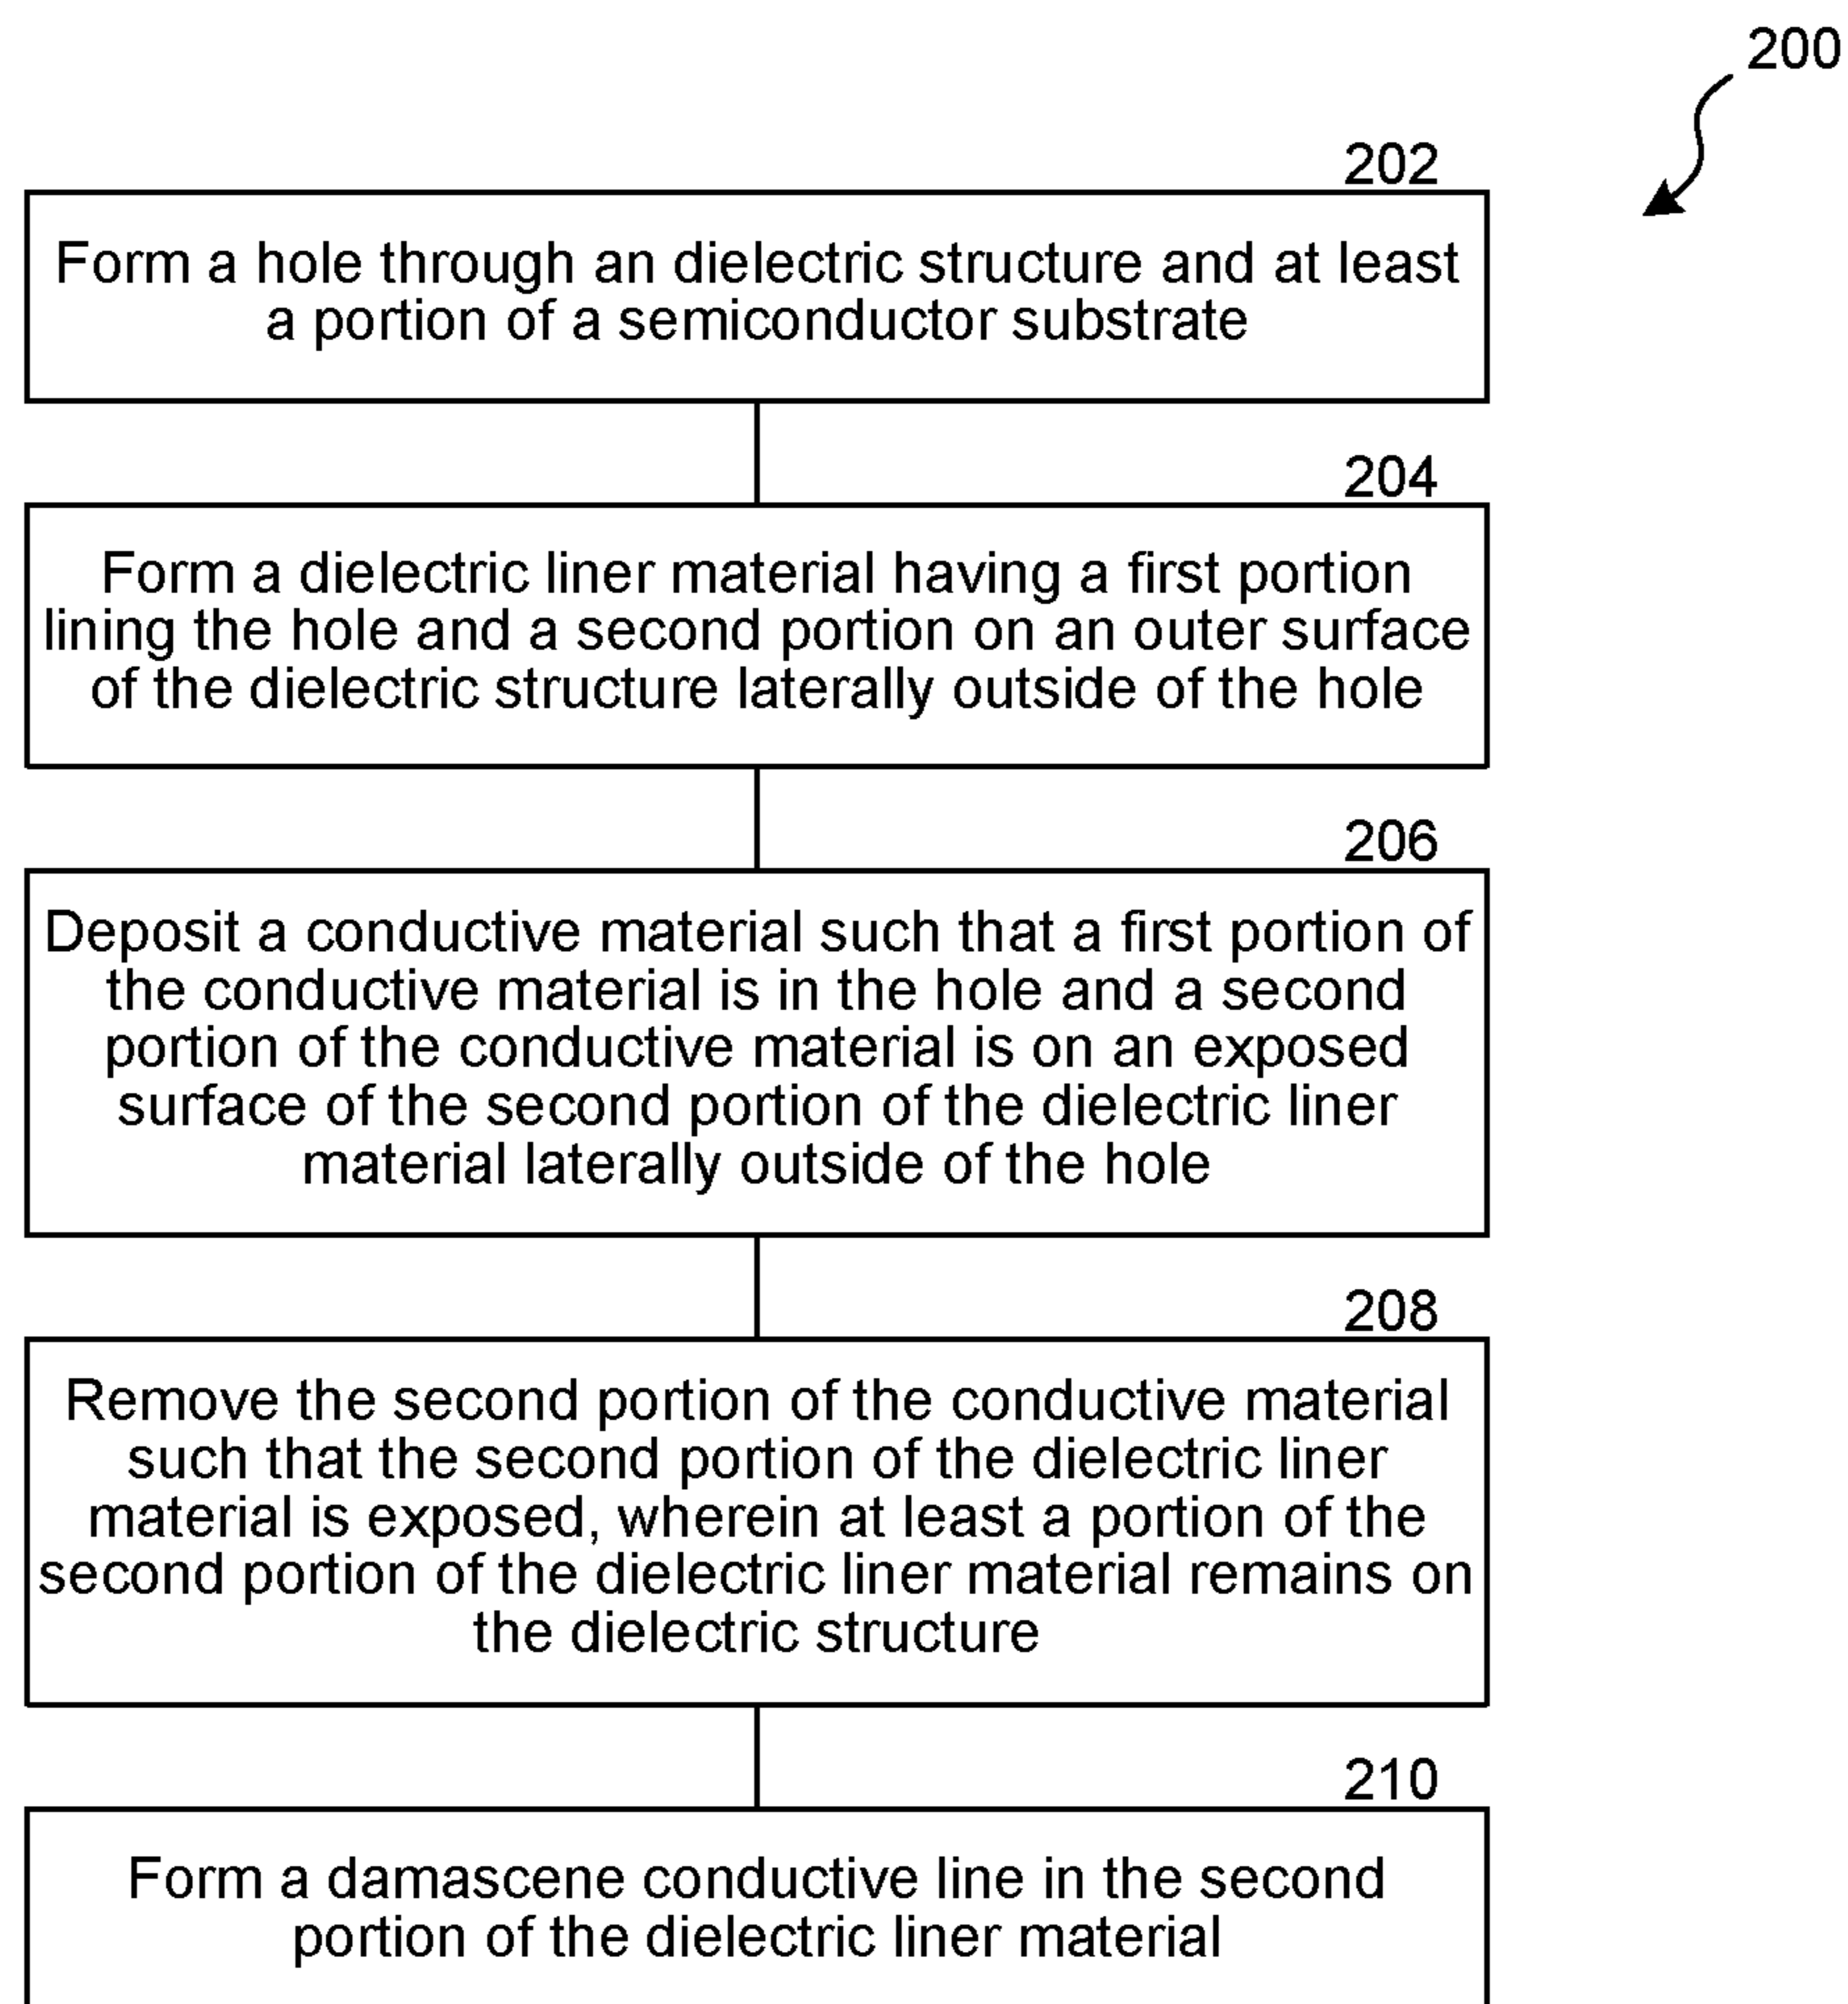 200
202
Form a hole through an dielectric structure and at least
a portion of a semiconductor substrate
204
Form a dielectric liner material having a first portion
lining the hole and a second portion on an outer surface
of the dielectric structure laterally outside of the hole
206
Deposit a conductive material such that a first portion of
the conductive material is in the hole and a second
portion of the conductive material is on an exposed
surface of the second portion of the dielectric liner
material laterally outside of the hole
208
Remove the second portion of the conductive material
such that the second portion of the dielectric liner
material is exposed, wherein at least a portion of the
second portion of the dielectric liner material remains on
the dielectric structure
210
Form a damascene conductive line in the second
portion of the dielectric liner material